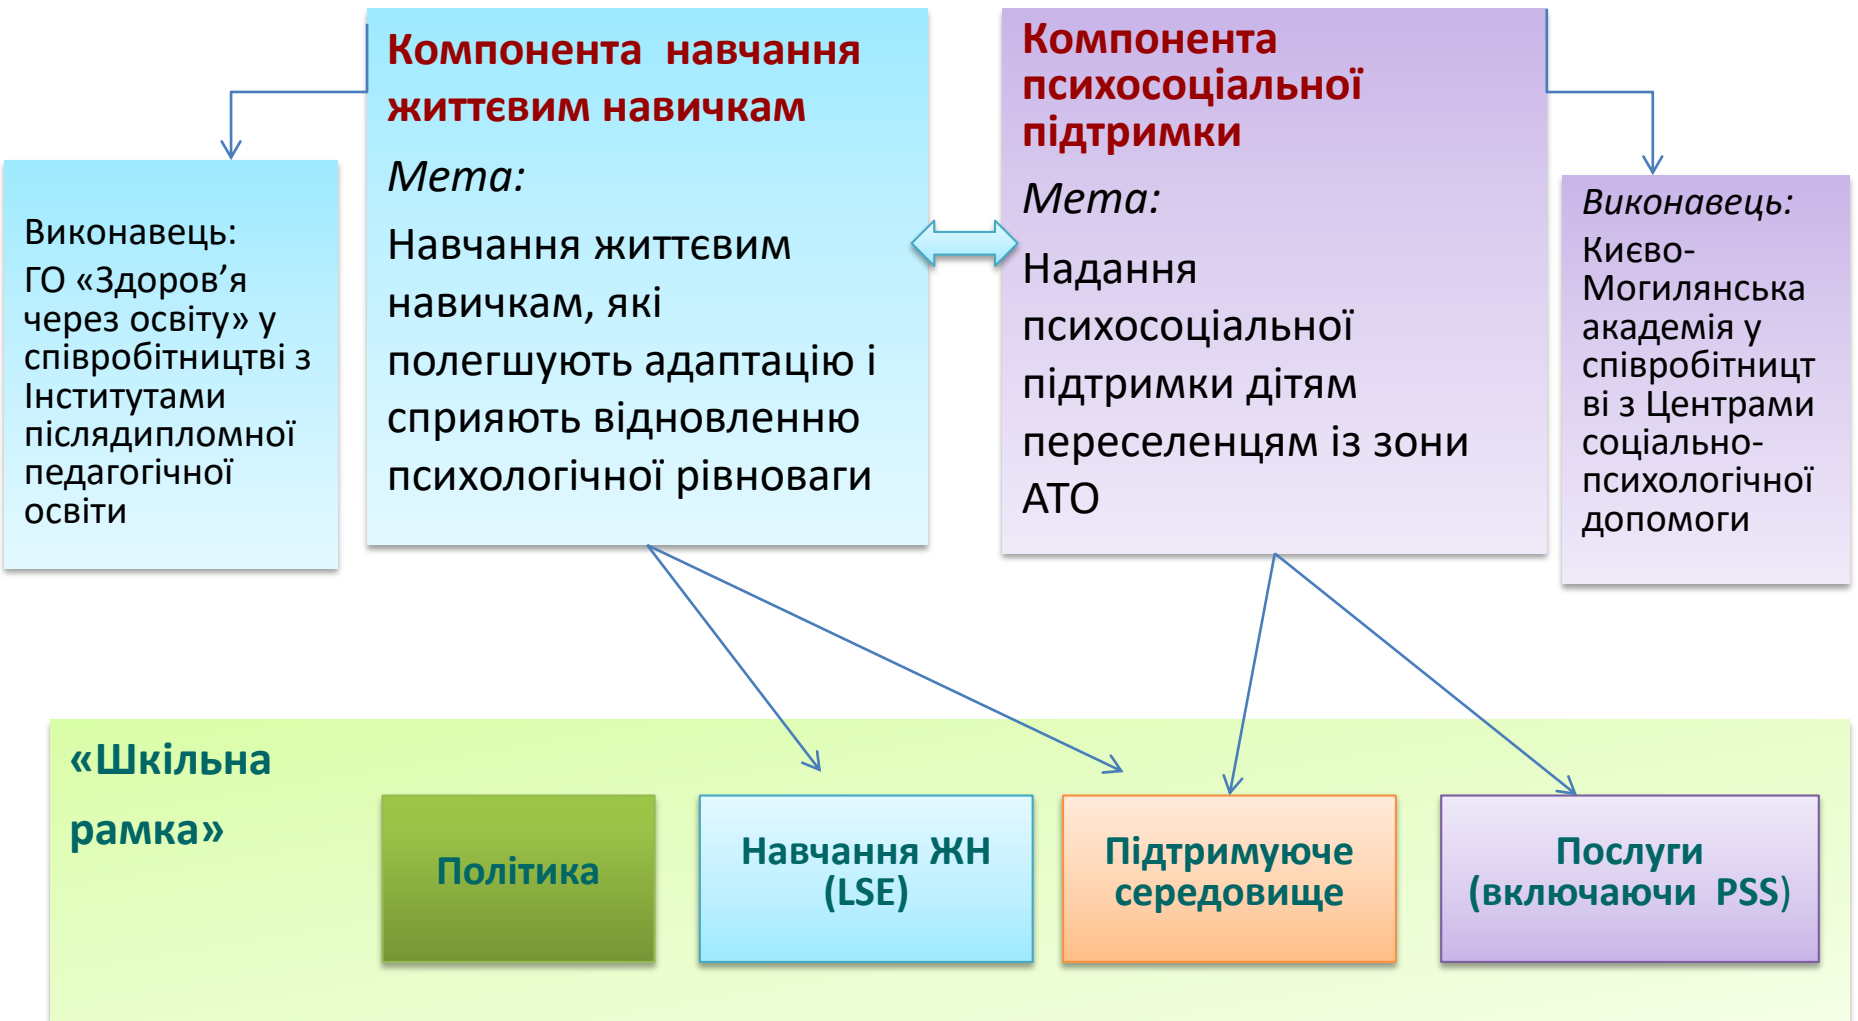 Виконавець:
ГО «Здоров’я
через освіту» у
співробітництві з
Інститутами
післядипломної
педагогічної
освіти
Компонента навчання
життєвим навичкам
Мета:
Навчання життєвим
навичкам, які
полегшують адаптацію і
сприяють відновленню
психологічної рівноваги
Компонента
психосоціальної
підтримки
Мета:
Надання
психосоціальної
підтримки дітям
переселенцям із зони
АТО
Виконавець:
Києво-
Могилянська
академія у
співробітницт
ві з Центрами
соціально-
психологічної
допомоги
«Шкільна
рамка»
Політика
Навчання ЖН
(LSE)
Підтримуюче
середовище
Послуги
(включаючи PSS)